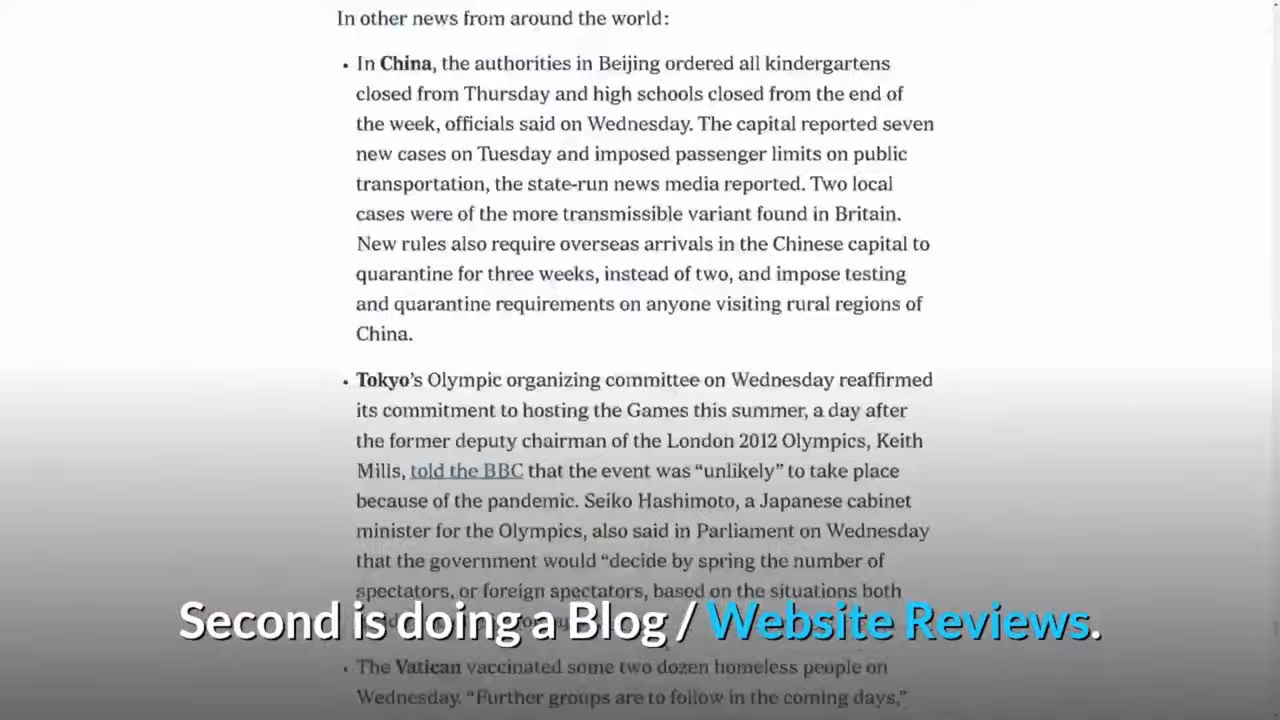 In other news from around the world:
• In China, the authorities in Beijing ordered all kindergartens
closed from Thursday and high schools closed from the end of
the week, officials said on Wednesday. The capital reported seven
new cases on Tuesday and imposed passenger limits on public
transportation, the state-run news media reported. Two local
cases were of the more transmissible variant found in Britain.
New rules also require overseas arrivals in the Chinese capital to
quarantine for three weeks, instead of two, and impose testing
and quarantine requirements on anyone visiting rural regions of
China.
• Tokyo’s Olympic organizing committee on Wednesday reaffirmed
its commitment to hosting the Games this summer, a day after
the former deputy chairman of the London 2012 Olympics, Keith
Mills, told the BBC that the event was “unlikely” to take place
because of the pandemic. Seiko Hashimoto, a Japanese cabinet
minister for the Olympics, also said in Parliament on Wednesday
that the government would “decide by spring the number of
spectators, or foreign spectators, based on the situations both
Second is doing a Blog / Website Reviews.
• The Vatican vaccinated some two dozen homeless people on
Wednesday. “Further groups are to follow in the coming days,”